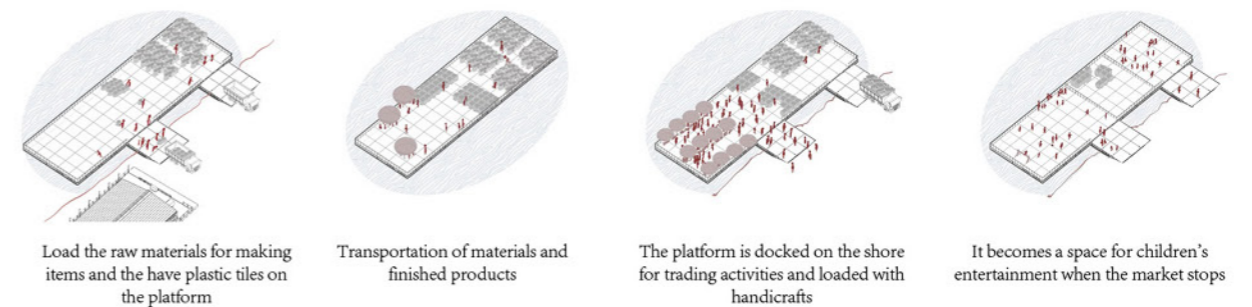 Load the raw materials for making
items and the have plastic tiles on
the platform
Transportation of materials and
finished products
The platform is docked on the shore
for trading activities and loaded with
handicrafts
It becomes a space for children's
entertainment when the market stops